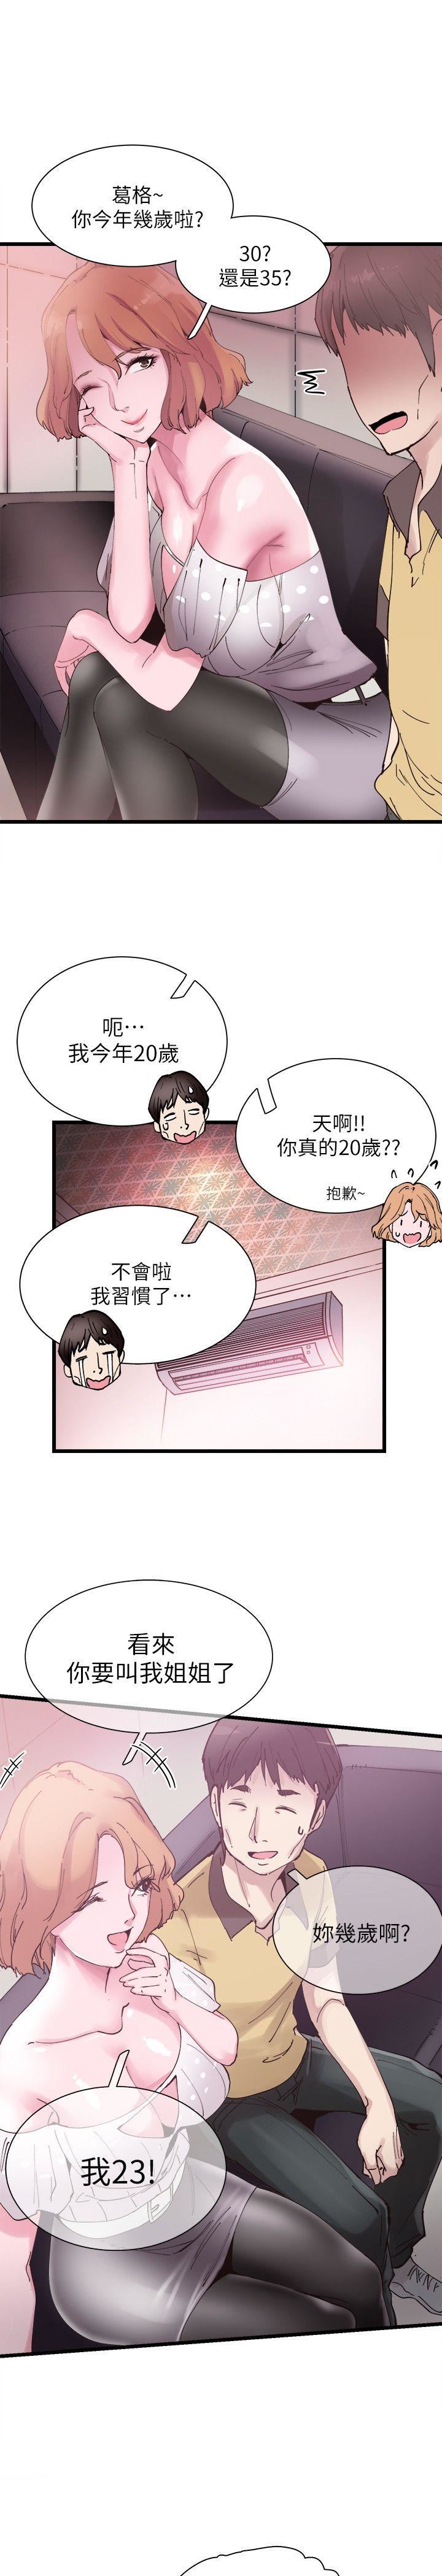 葛格~
你今年幾歲啦?
30?
還是35?
呃⋯
我今年20歲
天啊!!
你真的20歲??
抱歉~
不會啦
我習慣了⋯
看來
你要叫我姐姐了
妳幾歲啊?
我23!